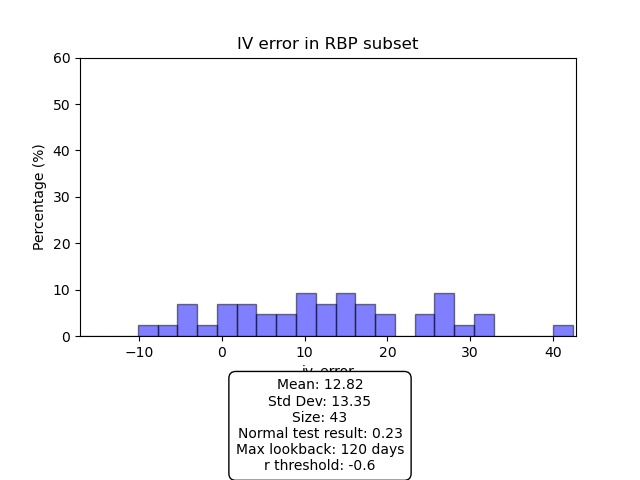 IV error in RBP subset
60
50
40
30
20
10
0
Percentage (%)
−10 0 10 20 30 40
iv_error
Mean: 12.82
Std Dev: 13.35
Size: 43
Normal test result: 0.23
Max lookback: 120 days
r threshold: -0.6